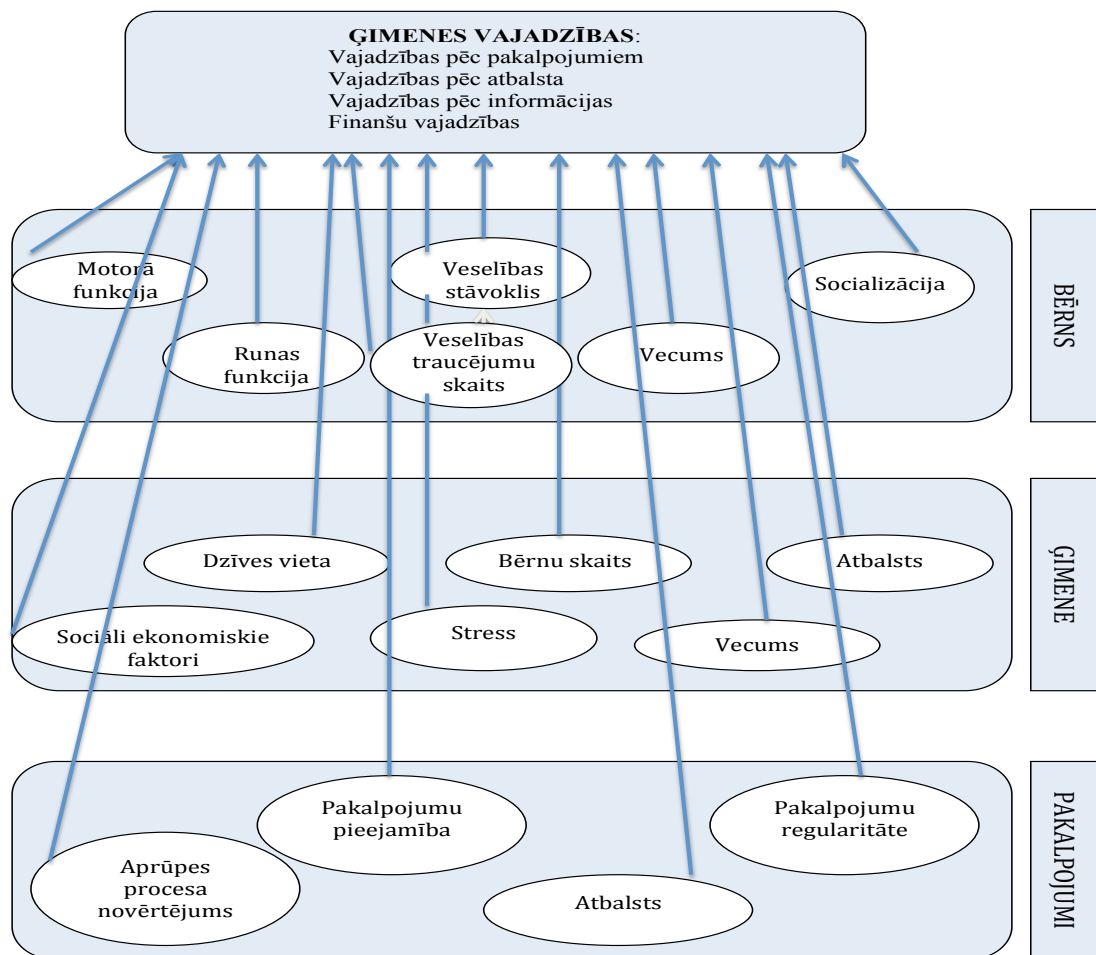 ĢIMENES VAJADZĪBAS:
Vajadzības pēc pakalpojumiem
Vajadzības pēc atbalsta
Vajadzības pēc informācijas
Finanšu vajadzības
Motorā
funkcija
Veselības
stāvoklis
Socializācija
Runas
funkcija
Veselības
traucējumu
skaits
Vecums
BĒRNS
Dzīves vieta
Bērnu skaits
Atbalsts
Sociāli ekonomiskie
faktori
Stress
Vecums
ĢIMENE
Pakalpojumu
pieejamība
Pakalpojumu
regularitāte
Aprūpes
procesa
novērtējums
Atbalsts
PAKALPOJUMI